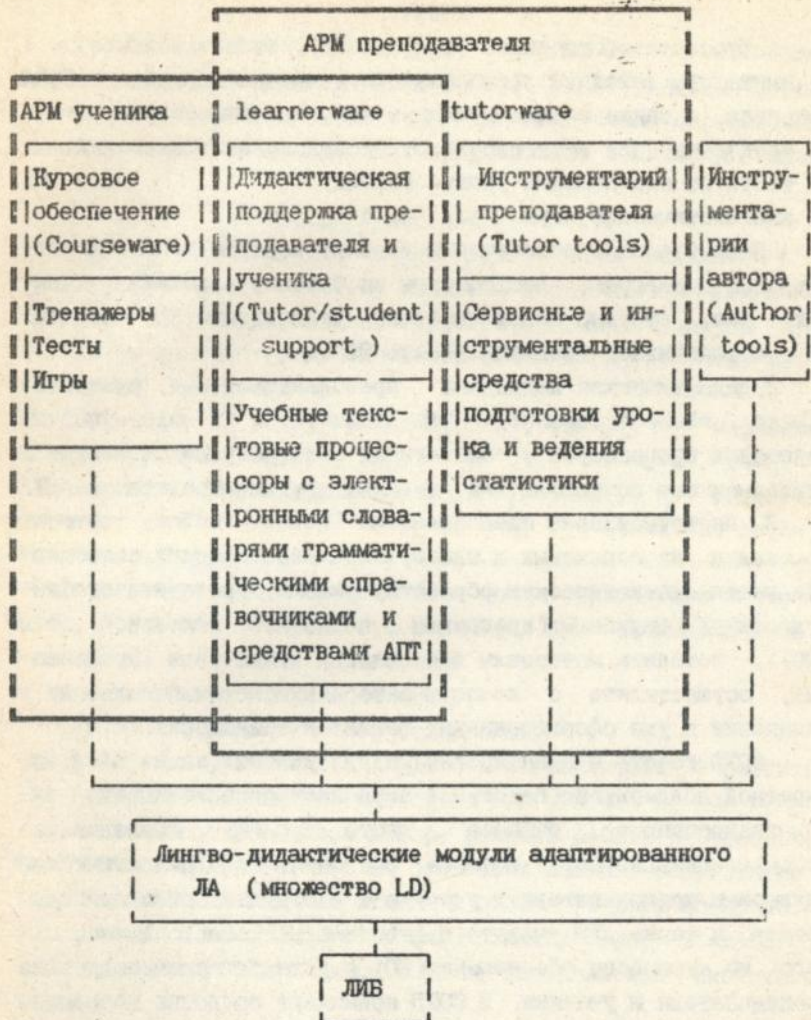 АРМ преподавателя
АРМ ученика
learnerware
tutorware
Курсовое
обеспечение
(Courseware)
Тренажеры
Тесты
Игры
Дидактическая
поддержка пре-
подавателя и
ученика
(Tutor/student
support )
Учебные текс-
товые процес-
соры с элект-
ронными слова-
рями граммати-
ческими спра-
вочниками и
средствами АПТ
Инструментарий
преподавателя
(Tutor tools)
Сервисные и ин-
струментальные
средства
подготовки уро-
ка и ведения
статистики
Инстру-
мента-
рии
автора
(Author
tools)
Лингво-дидактические модули адаптированного
ЛА (множество LD)
ЛИБ